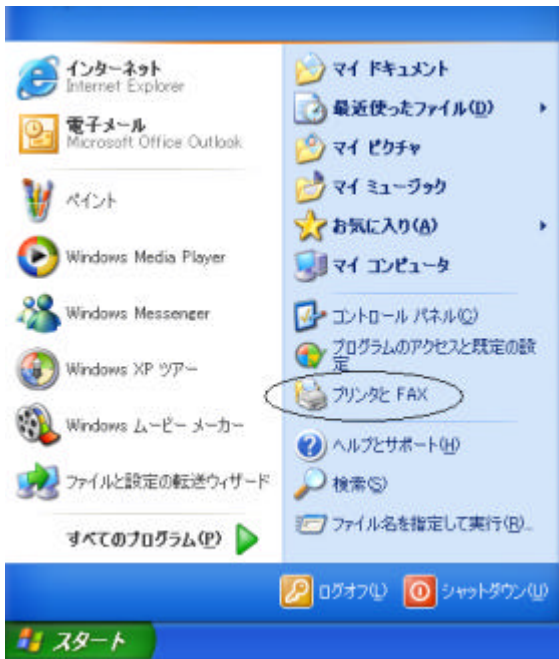 インターネット
Internet Explorer
電子メール
Microsoft Office Outlook
ペイント
Windows Media Player
Windows Messenger
Windows XP ツアー
Windows ムービー メーカー
ファイルと設定の転送ウィザード
すべてのプログラム(P)
マイ ドキュメント
最近使ったファイル(D)
マイ ピクチャ
マイ ミュージック
お気に入り(A)
マイ コンピュータ
コントロール パネル(C)
プログラムのアクセスと既定の設
定
プリンタと FAX
ヘルプとサポート(H)
検索(S)
ファイル名を指定して実行(R)...
ログオフ(L)
シャットダウン(U)
スタート